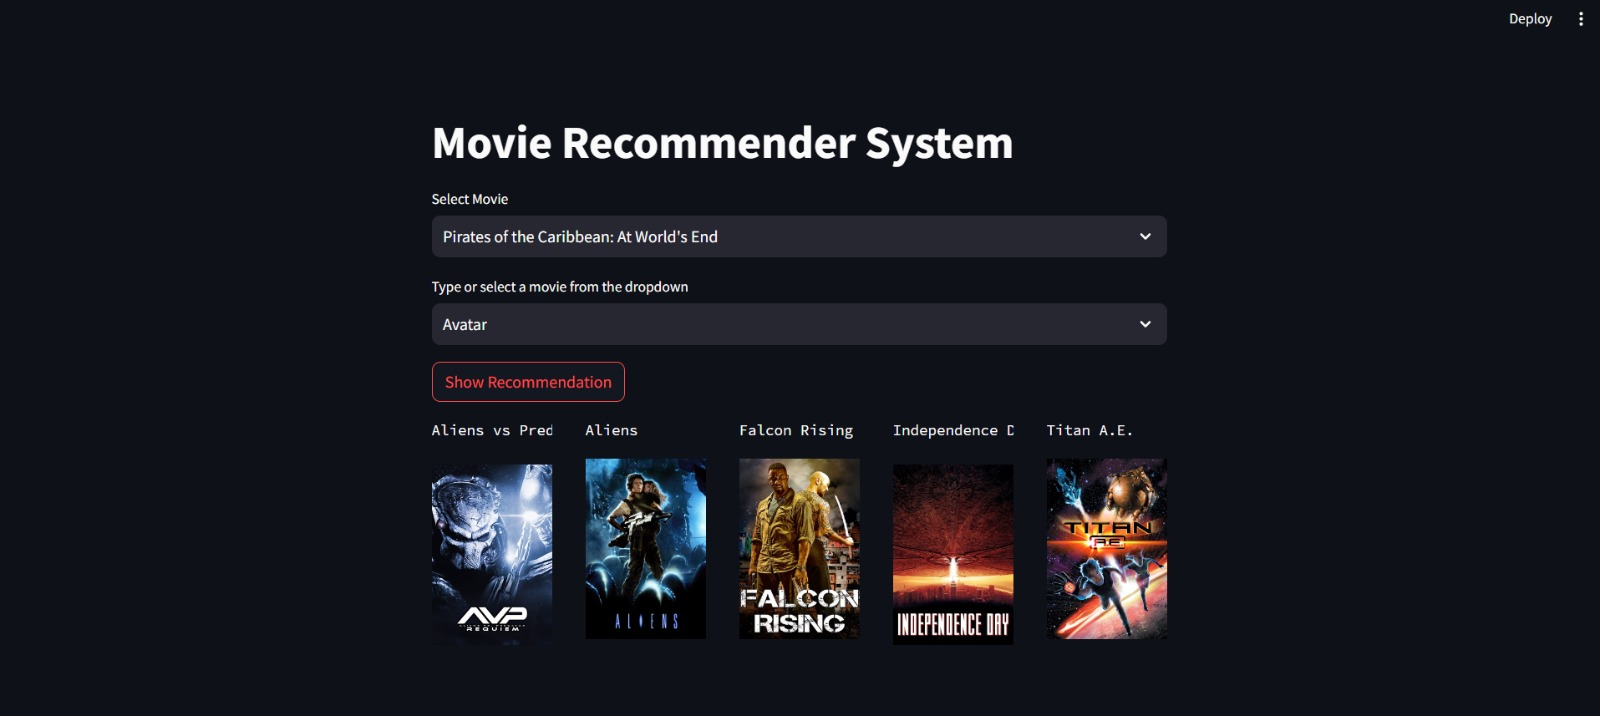 Deploy
Movie Recommender System
Select Movie
Pirates of the Caribbean: At World's End
Type or select a movie from the dropdown
Avatar
Show Recommendation
Aliens vs Pred
Aliens
Falcon Rising
Independence D
Titan A.E.
AVP
REQUIEM
ALIENS
FALCON
RISING
INDEPENDENCE DAY
TITAN
A.E.